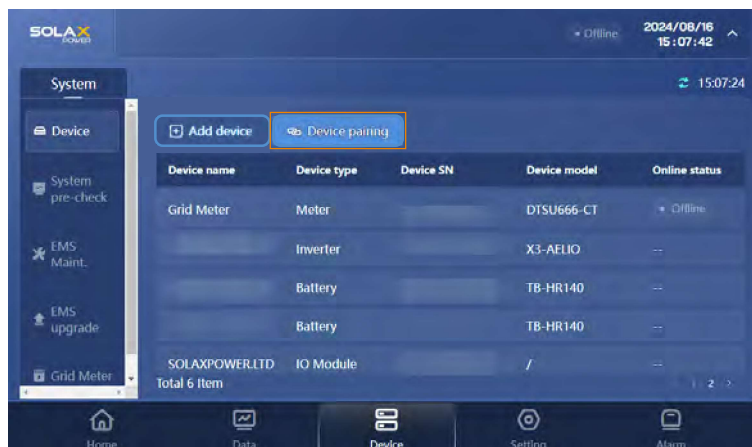 SOLAX
POWER
Offline
2024/08/16
15:07:42
System
15:07:24
Device
Add device
Device pairing
Device name Device type Device SN Device model Online status
System
pre-check
Grid Meter Meter DTSU666-CT Offline
EMS
Maint.
Inverter X3-AELIO --
Battery TB-HR140 --
EMS
upgrade
Battery TB-HR140 --
Grid Meter
SOLAXPOWER.LTD IO Module / --
Total 6 Item
2
Home Data Device Setting Alarm